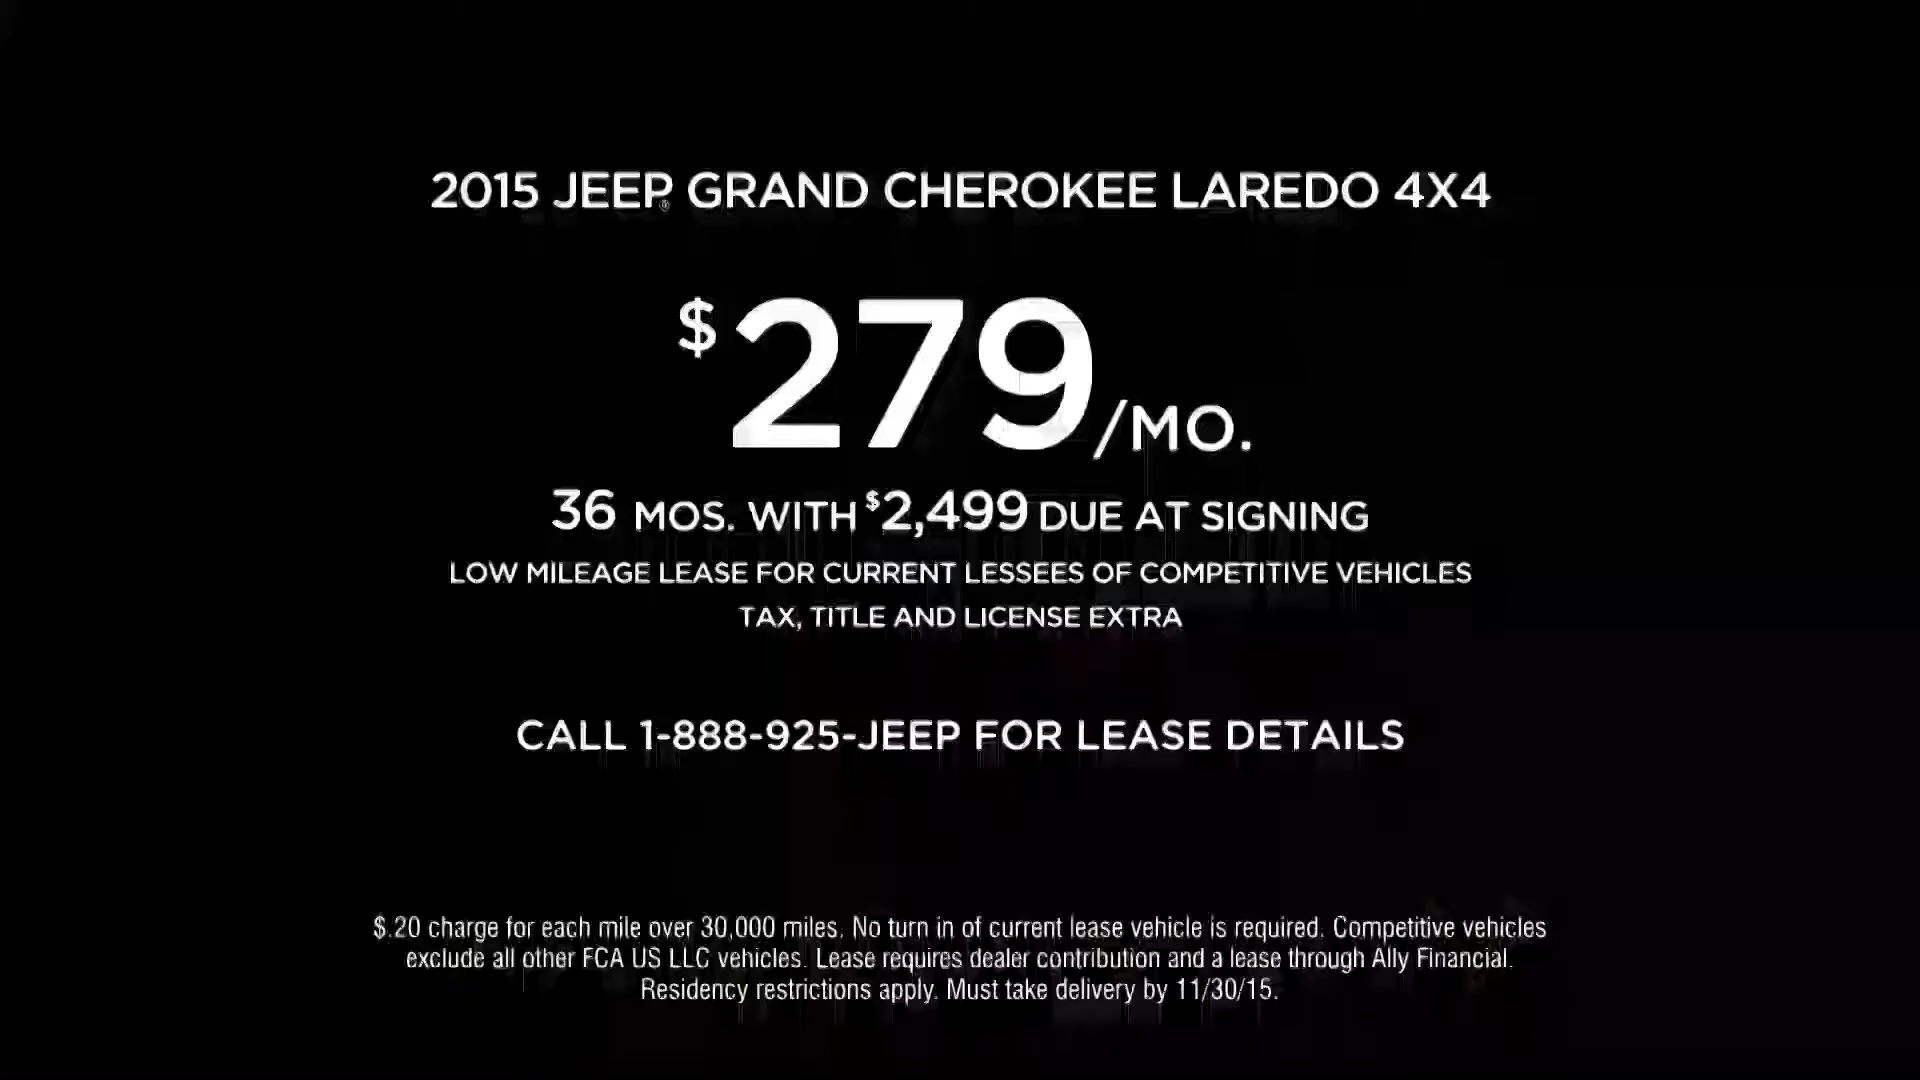 2015 JEEP® GRAND CHEROKEE LAREDO 4X4
$279/MO.
36 MOS. WITH $2,499 DUE AT SIGNING
LOW MILEAGE LEASE FOR CURRENT LESSEES OF COMPETITIVE VEHICLES
TAX, TITLE AND LICENSE EXTRA
CALL 1-888-925-JEEP FOR LEASE DETAILS
$.20 charge for each mile over 30,000 miles. No turn in of current lease vehicle is required. Competitive vehicles
exclude all other FCA US LLC vehicles. Lease requires dealer contribution and a lease through Ally Financial.
Residency restrictions apply. Must take delivery by 11/30/15.